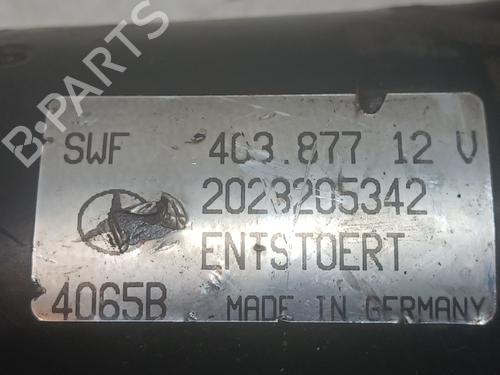 B-PARTS
SWF 403.877 12 V
2023205342
ENTSTOERT
4065B MADE IN GERMANY